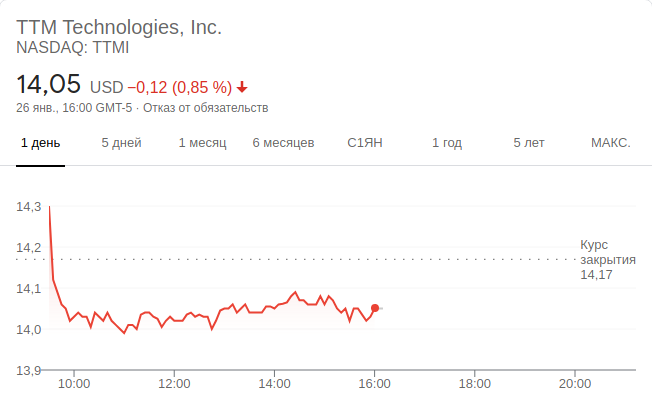 TTM Technologies, Inc.
NASDAQ: TTMI
14,05 USD −0,12 (0,85 %)
26 янв., 16:00 GMT-5 · Отказ от обязательств
1 день 5 дней 1 месяц 6 месяцев С1ЯН 1 год 5 лет МАКС.
14,3
14,2
14,1
14,0
13,9
Курс
закрытия
14,17
10:00 12:00 14:00 16:00 18:00 20:00